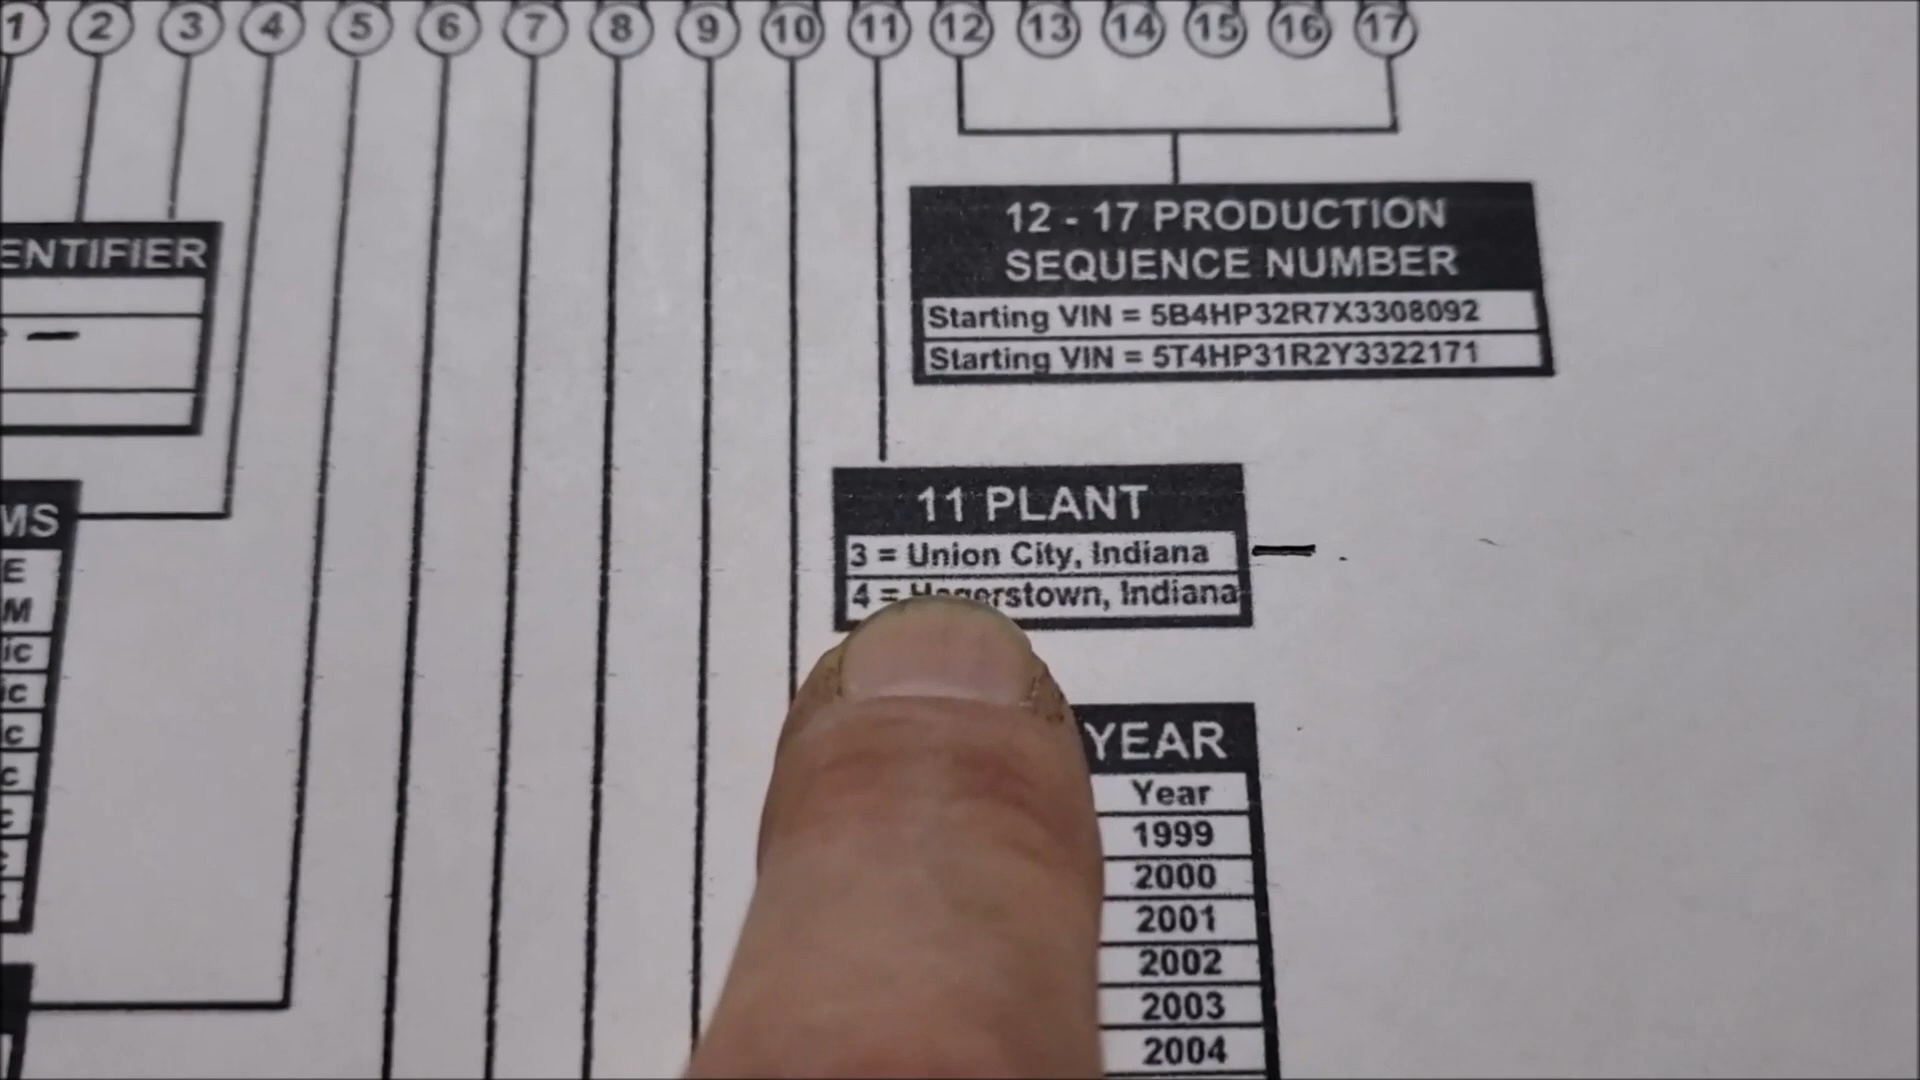 1 2 3 4 5 6 7 8 9 10 11 12 13 14 15 16 17
12 - 17 PRODUCTION
SEQUENCE NUMBER
Starting VIN = 5B4HP32R7X3308092
Starting VIN = 5T4HP31R2Y3322171
ENTIFIER
11 PLANT
3 = Union City, Indiana
4 = Hagerstown, Indiana
MS
E
M
ic
ic
c
c
c
YEAR
Year
1999
2000
2001
2002
2003
2004